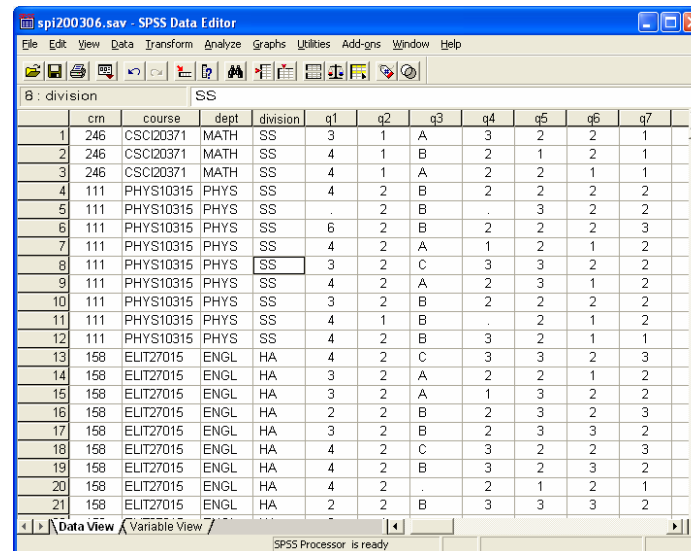 spi200306.sav - SPSS Data Editor
File Edit View Data Transform Analyze Graphs Utilities Add-ons Window Help
8 : division SS
crn course dept division q1 q2 q3 q4 q5 q6 q7
1 246 CSCI20371 MATH SS 3 1 A 3 2 2 1
2 246 CSCI20371 MATH SS 4 1 B 2 1 2 1
3 246 CSCI20371 MATH SS 4 1 A 2 2 1 1
4 111 PHYS10315 PHYS SS 4 2 B 2 2 2 2
5 111 PHYS10315 PHYS SS . 2 B . 3 2 2
6 111 PHYS10315 PHYS SS 6 2 B 2 2 2 3
7 111 PHYS10315 PHYS SS 4 2 A 1 2 1 2
8 111 PHYS10315 PHYS SS 3 2 C 3 3 2 2
9 111 PHYS10315 PHYS SS 4 2 A 2 3 1 2
10 111 PHYS10315 PHYS SS 3 2 B 2 2 2 2
11 111 PHYS10315 PHYS SS 4 1 B . 2 1 2
12 111 PHYS10315 PHYS SS 4 2 B 3 2 1 1
13 158 ELIT27015 ENGL HA 4 2 C 3 3 2 3
14 158 ELIT27015 ENGL HA 3 2 A 2 2 1 2
15 158 ELIT27015 ENGL HA 3 2 A 1 3 2 2
16 158 ELIT27015 ENGL HA 2 2 B 2 3 2 3
17 158 ELIT27015 ENGL HA 3 2 B 2 3 3 2
18 158 ELIT27015 ENGL HA 4 2 C 3 2 2 3
19 158 ELIT27015 ENGL HA 4 2 B 3 2 3 2
20 158 ELIT27015 ENGL HA 4 2 . 2 1 2 1
21 158 ELIT27015 ENGL HA 2 2 B 3 3 3 2
Data View Variable View
SPSS Processor is ready